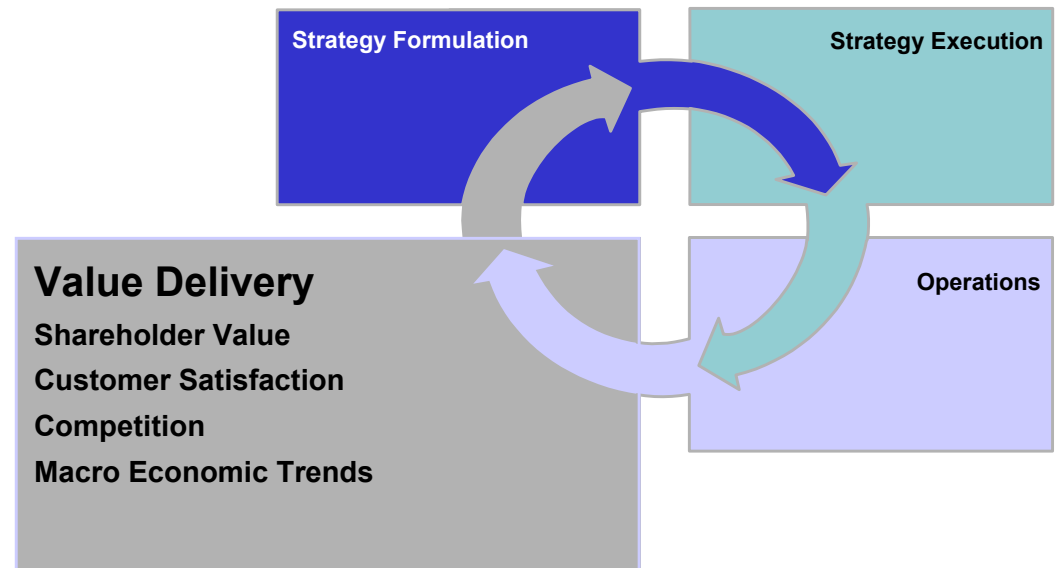 Strategy Formulation
Strategy Execution
Value Delivery
Shareholder Value
Customer Satisfaction
Competition
Macro Economic Trends
Operations